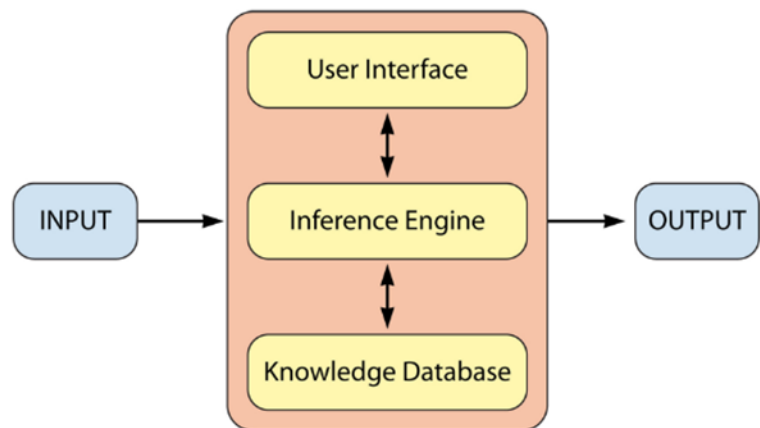 User Interface
INPUT
Inference Engine
OUTPUT
Knowledge Database